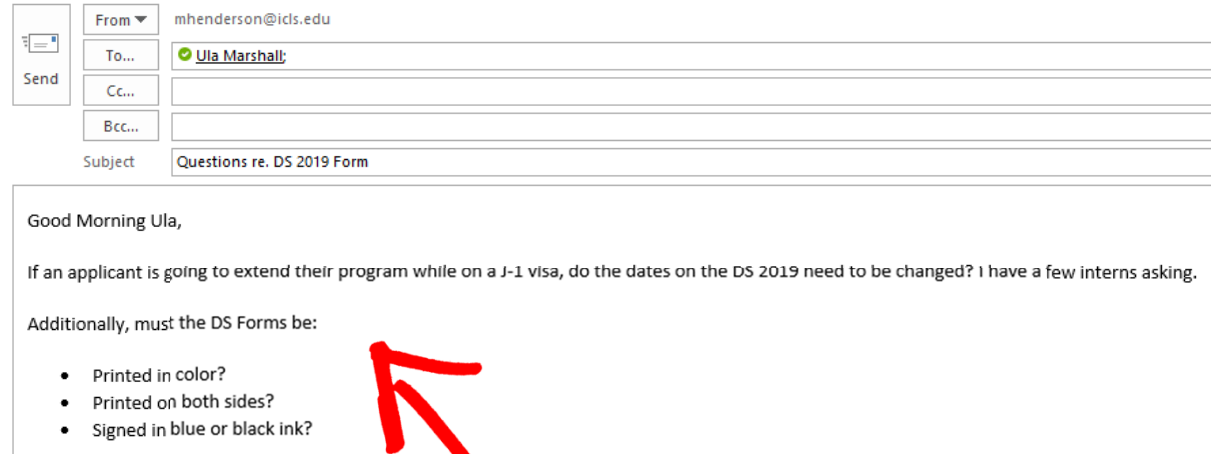 From mhenderson@icls.edu
Send
To... Ula Marshall;
Cc...
Bcc...
Subject Questions re. DS 2019 Form
Good Morning Ula,
If an applicant is going to extend their program while on a J-1 visa, do the dates on the DS 2019 need to be changed? I have a few interns asking.
Additionally, must the DS Forms be:
• Printed in color?
• Printed on both sides?
• Signed in blue or black ink?